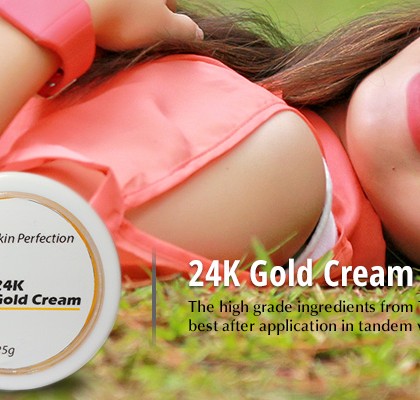 kin Perfection
24K
Gold Cream
25g
24K Gold Cream
The high grade ingredients from
best after application in tandem